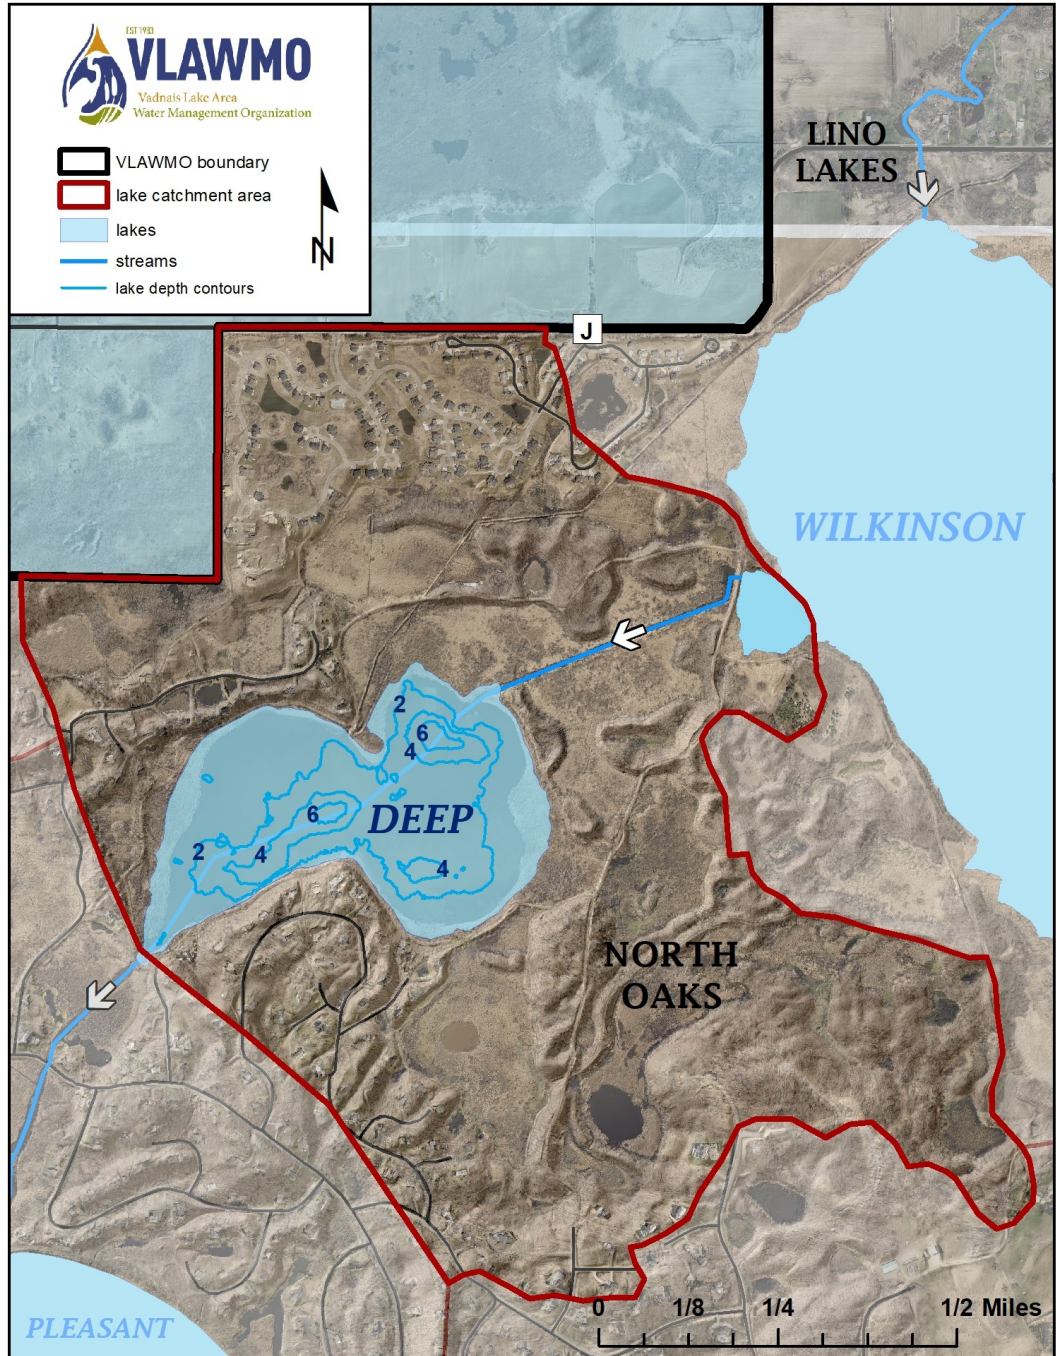 EST 1983
VLAWMO
Vadnais Lake Area
Water Management Organization
VLAWMO boundary
lake catchment area
lakes
streams
lake depth contours
N
LINO
LAKES
J
WILKINSON
2
6
4
DEEP
6
2
4
4
NORTH
OAKS
PLEASANT
0 1/8 1/4 1/2 Miles